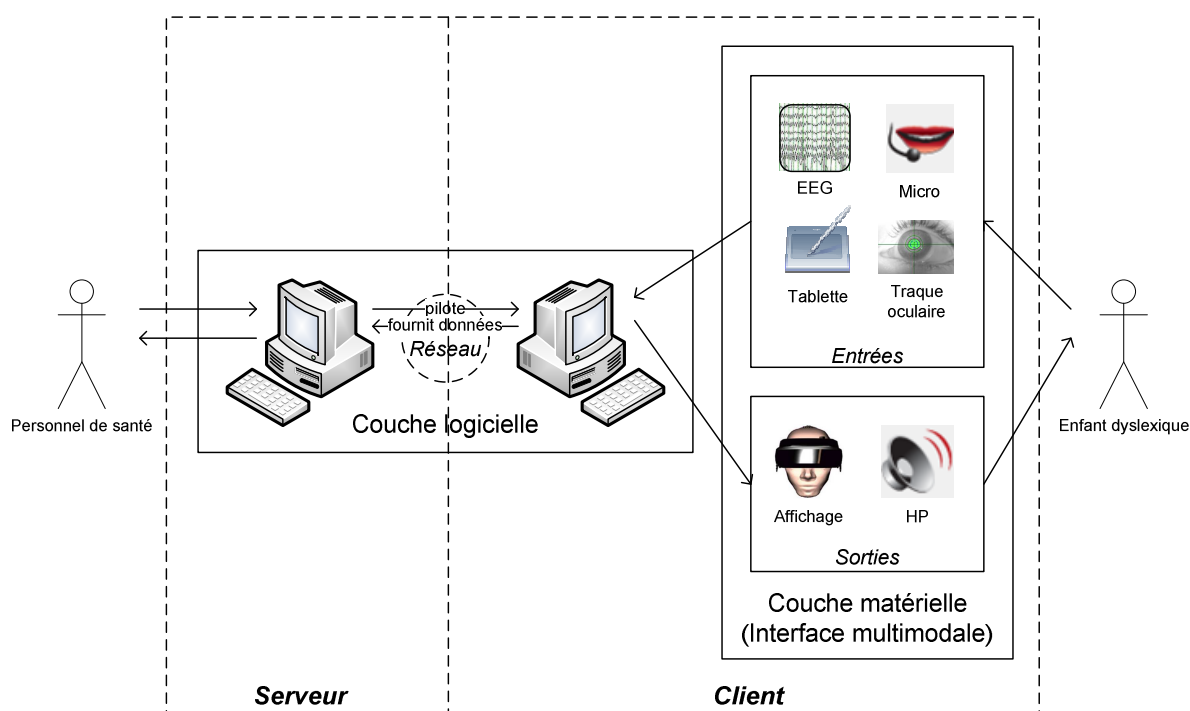 EEG
Micro
Tablette
Traque
oculaire
Entrées
pilote
fournit données
Réseau
Couche logicielle
Personnel de santé
Enfant dyslexique
Affichage
HP
Sorties
Couche matérielle
(Interface multimodale)
Serveur
Client